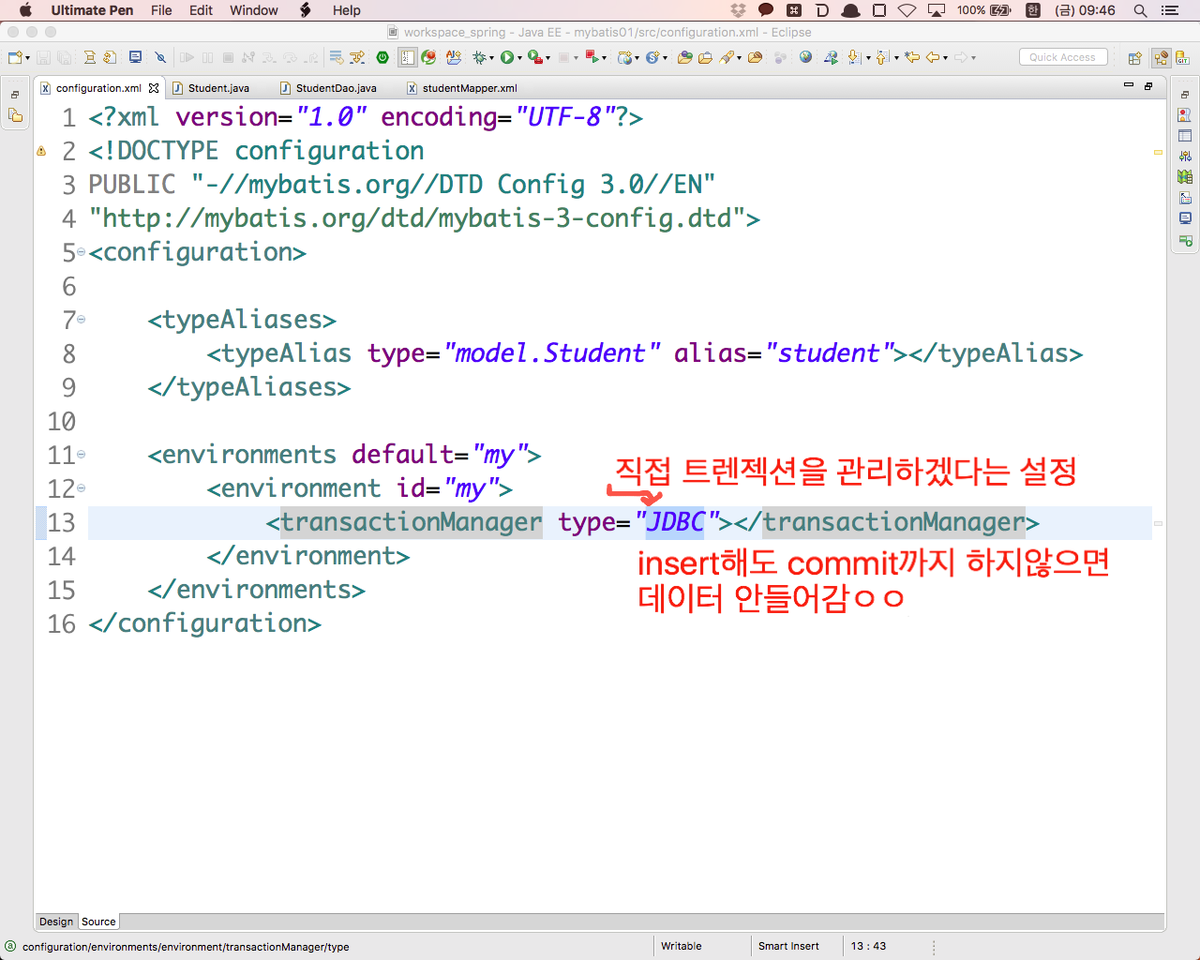 Ultimate Pen File Edit Window Help 100% 한 (금) 09:46
workspace_spring - Java EE - mybatis01/src/configuration.xml - Eclipse
Quick Access
configuration.xml Student.java StudentDao.java studentMapper.xml
1 <?xml version="1.0" encoding="UTF-8"?>
2 <!DOCTYPE configuration
3 PUBLIC "-//mybatis.org//DTD Config 3.0//EN"
4 "http://mybatis.org/dtd/mybatis-3-config.dtd">
5 <configuration>
6
7 <typeAliases>
8 <typeAlias type="model.Student" alias="student"></typeAlias>
9 </typeAliases>
10
11 <environments default="my">
직접 트렌젝션을 관리하겠다는 설정
12 <environment id="my">
13 <transactionManager type="JDBC"></transactionManager>
14 </environment>
insert해도 commit까지 하지않으면
데이터 안들어감ㅇㅇ
15 </environments>
16 </configuration>
Design Source
configuration/environments/environment/transactionManager/type Writable Smart Insert 13 : 43